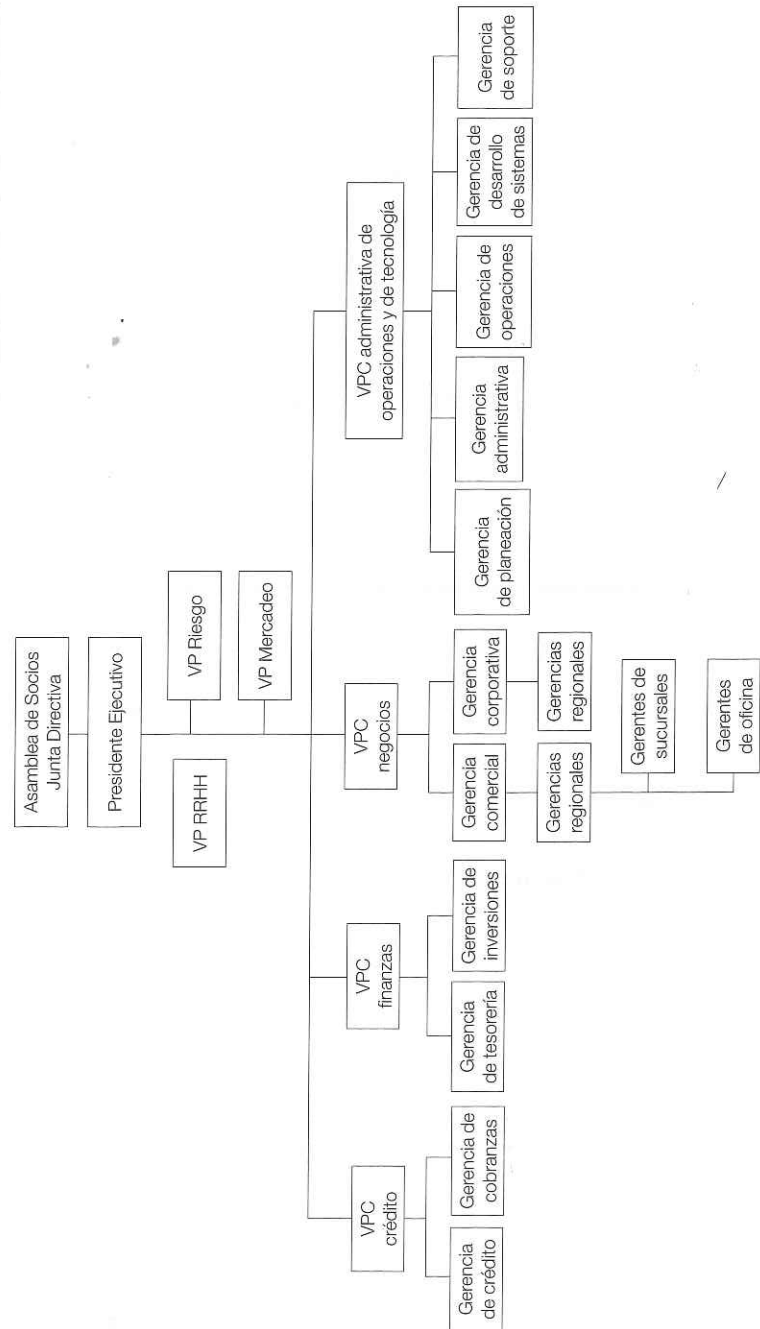 Asamblea de Socios
Junta Directiva
Presidente Ejecutivo
VP RRHH
VP Riesgo
VP Mercadeo
VPC
crédito
VPC
finanzas
VPC
negocios
VPC administrativa de
operaciones y de tecnología
Gerencia
de crédito
Gerencia de
cobranzas
Gerencia
de tesorería
Gerencia de
inversiones
Gerencia
comercial
Gerencia
corporativa
Gerencia
de planeación
Gerencia
administrativa
Gerencia de
operaciones
Gerencia de
desarrollo
de sistemas
Gerencia
de soporte
Gerencias
regionales
Gerencias
regionales
Gerentes de
sucursales
Gerentes
de oficina